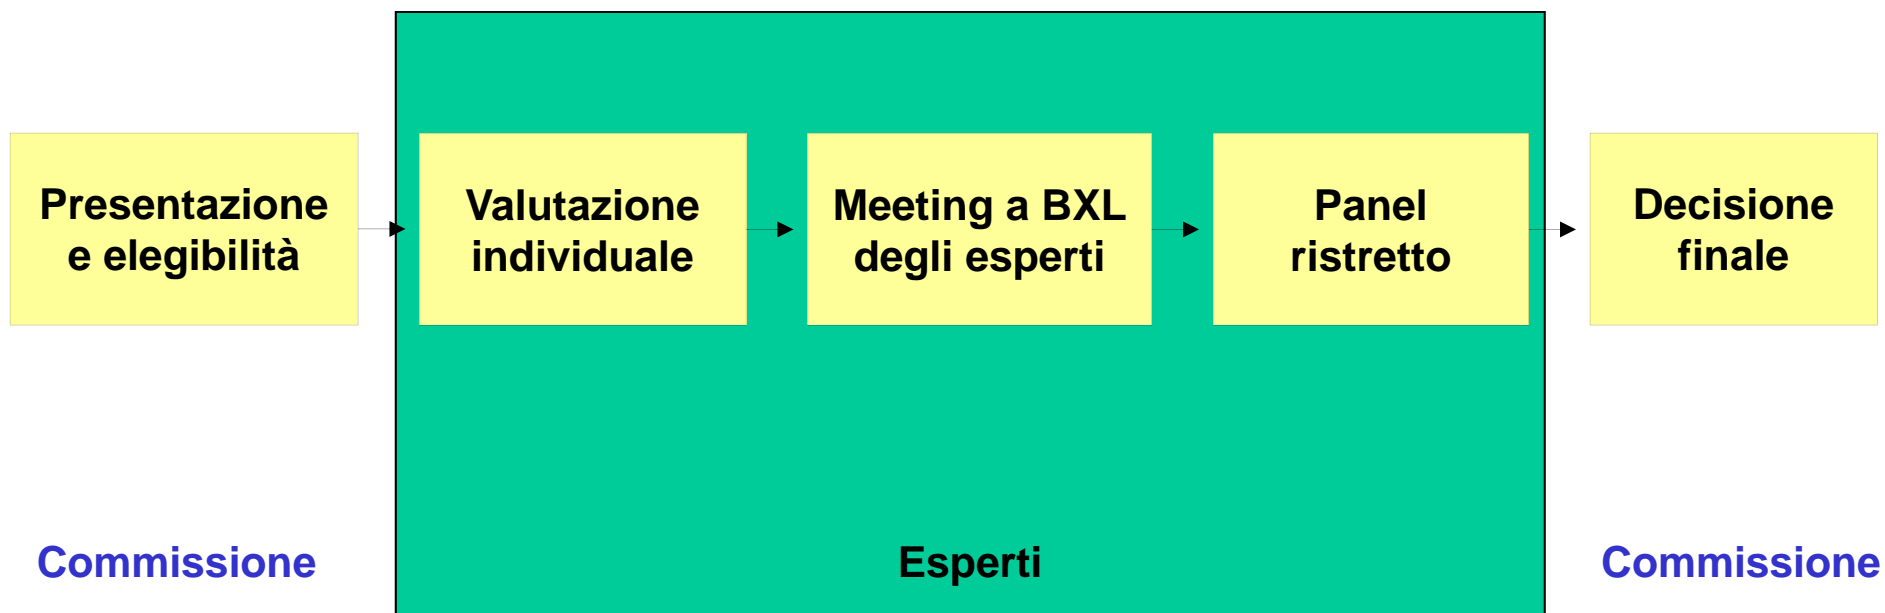 Presentazione
e elegibilità
Valutazione
individuale
Meeting a BXL
degli esperti
Panel
ristretto
Decisione
finale
Commissione
Esperti
Commissione